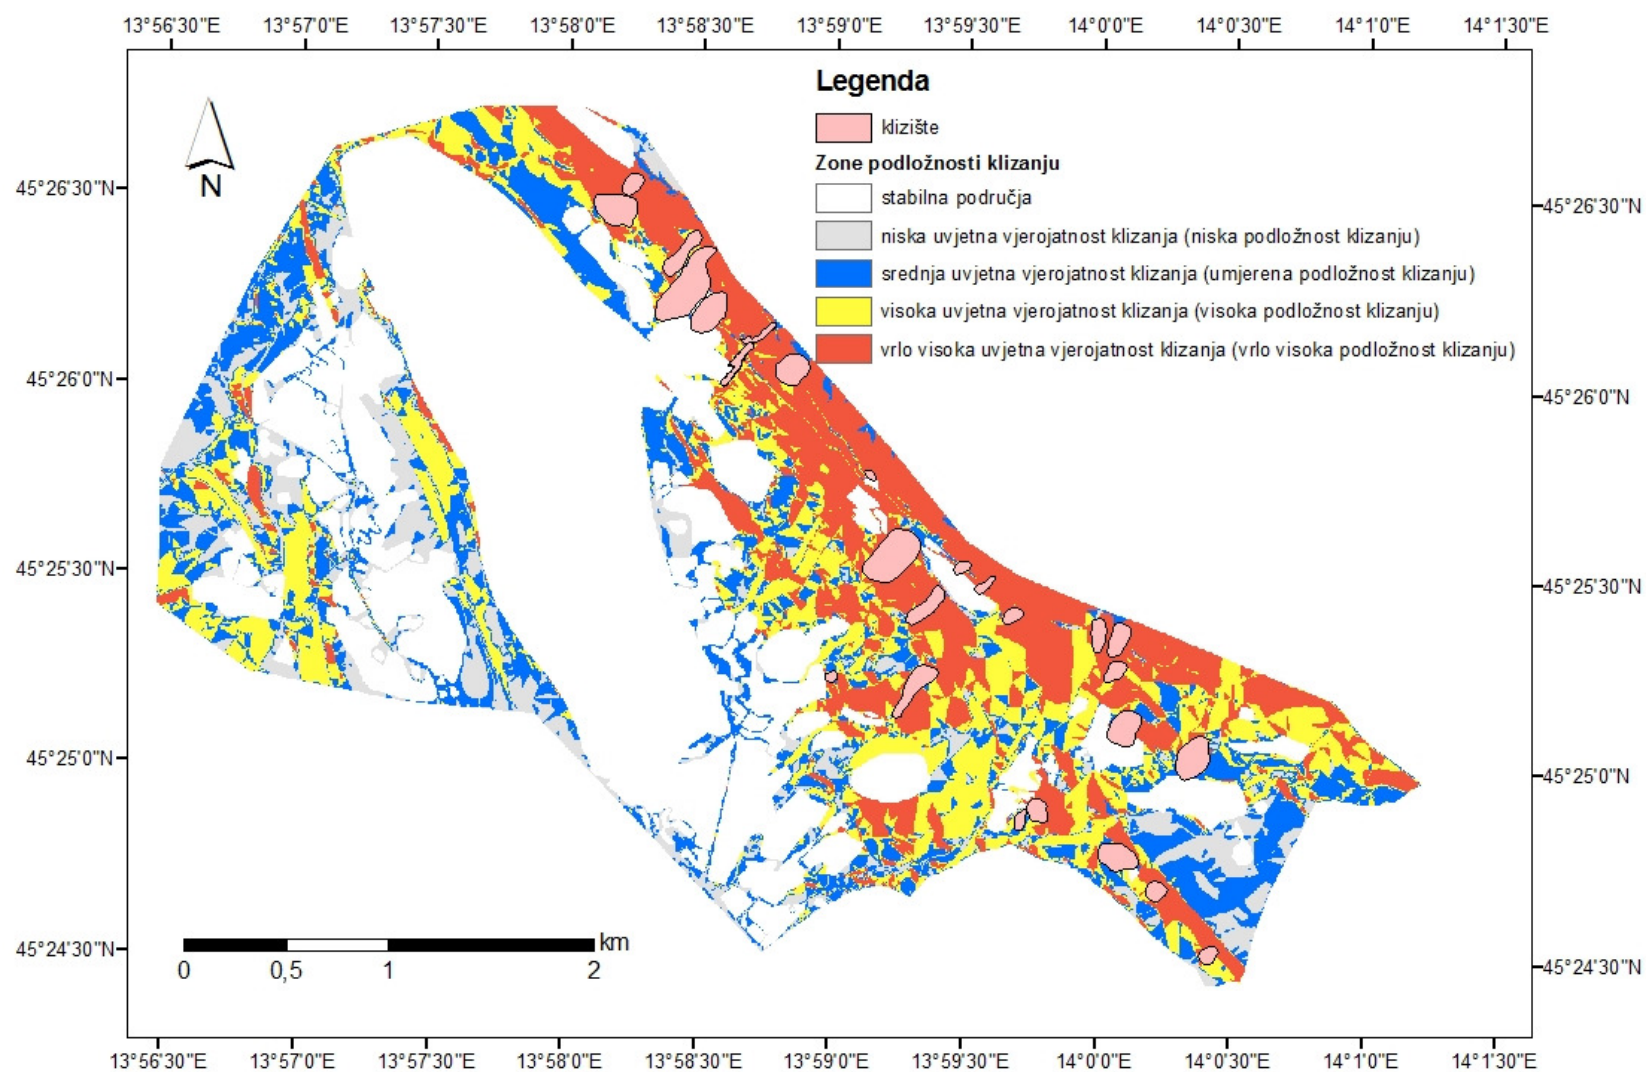 13°56'30"E 13°57'0"E 13°57'30"E 13°58'0"E 13°58'30"E 13°59'0"E 13°59'30"E 14°0'0"E 14°0'30"E 14°1'0"E 14°1'30"E
Legenda
klizište
Zone podložnosti klizanju
stabilna područja
niska uvjetna vjerojatnost klizanja (niska podložnost klizanju)
srednja uvjetna vjerojatnost klizanja (umjerena podložnost klizanju)
visoka uvjetna vjerojatnost klizanja (visoka podložnost klizanju)
vrlo visoka uvjetna vjerojatnost klizanja (vrlo visoka podložnost klizanju)
N
45°26'30"N
45°26'0"N
45°25'30"N
45°25'0"N
45°24'30"N
45°26'30"N
45°26'0"N
45°25'30"N
45°25'0"N
45°24'30"N
km
0 0,5 1 2
13°56'30"E 13°57'0"E 13°57'30"E 13°58'0"E 13°58'30"E 13°59'0"E 13°59'30"E 14°0'0"E 14°0'30"E 14°1'0"E 14°1'30"E